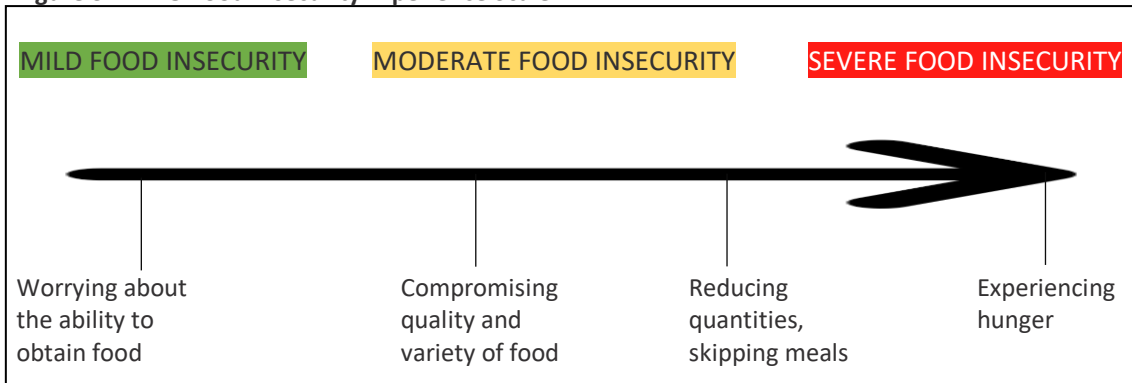 MILD FOOD INSECURITY
MODERATE FOOD INSECURITY
SEVERE FOOD INSECURITY
Worrying about
the ability to
obtain food
Compromising
quality and
variety of food
Reducing
quantities,
skipping meals
Experiencing
hunger